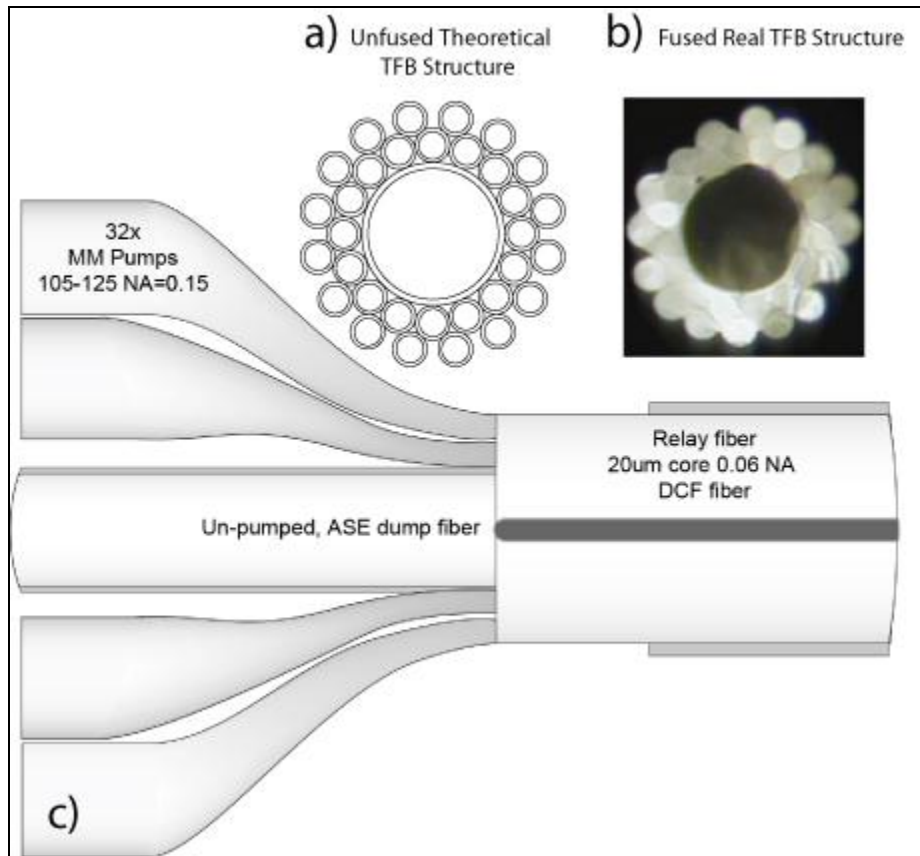 a) Unfused Theoretical
TFB Structure
b) Fused Real TFB Structure
32x
MM Pumps
105-125 NA=0.15
Relay fiber
20um core 0.06 NA
DCF fiber
Un-pumped, ASE dump fiber
c)